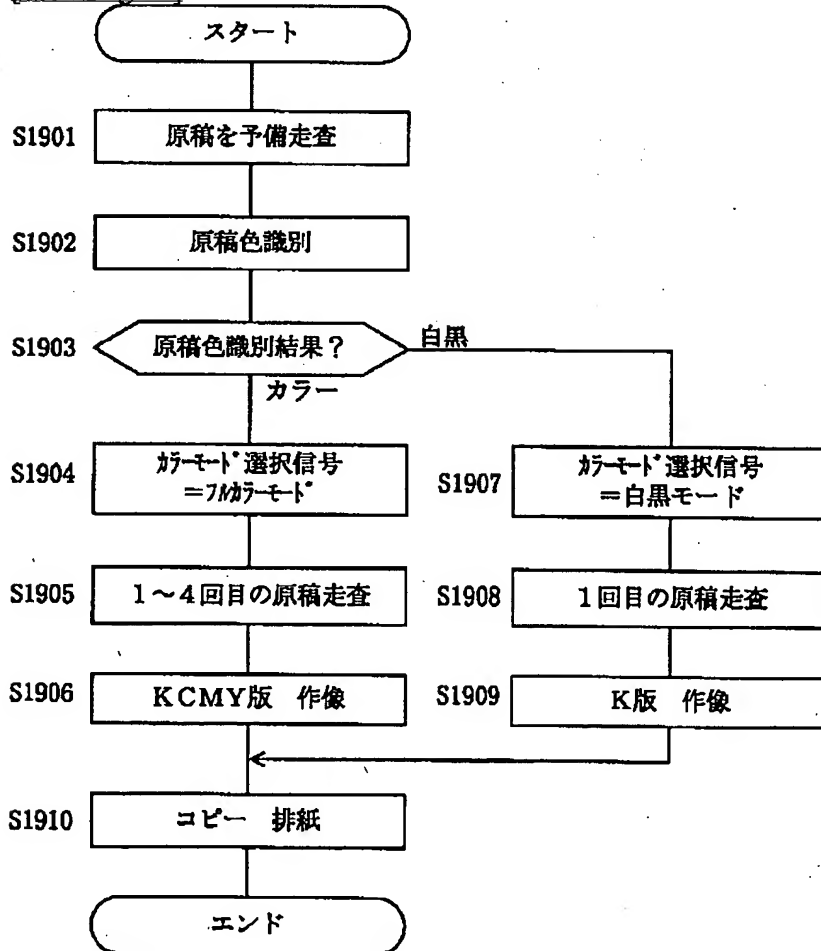 スタート
S1901
原稿を予備走査
S1902
原稿色識別
S1903
原稿色識別結果？
白黒
カラー
S1904
ｶﾗｰﾓｰﾄﾞ選択信号
＝ﾌﾙｶﾗｰﾓｰﾄﾞ
S1907
ｶﾗｰﾓｰﾄﾞ選択信号
＝白黒モード
S1905
１～４回目の原稿走査
S1908
１回目の原稿走査
S1906
ＫＣＭＹ版　作像
S1909
Ｋ版　作像
S1910
コピー　排紙
エンド